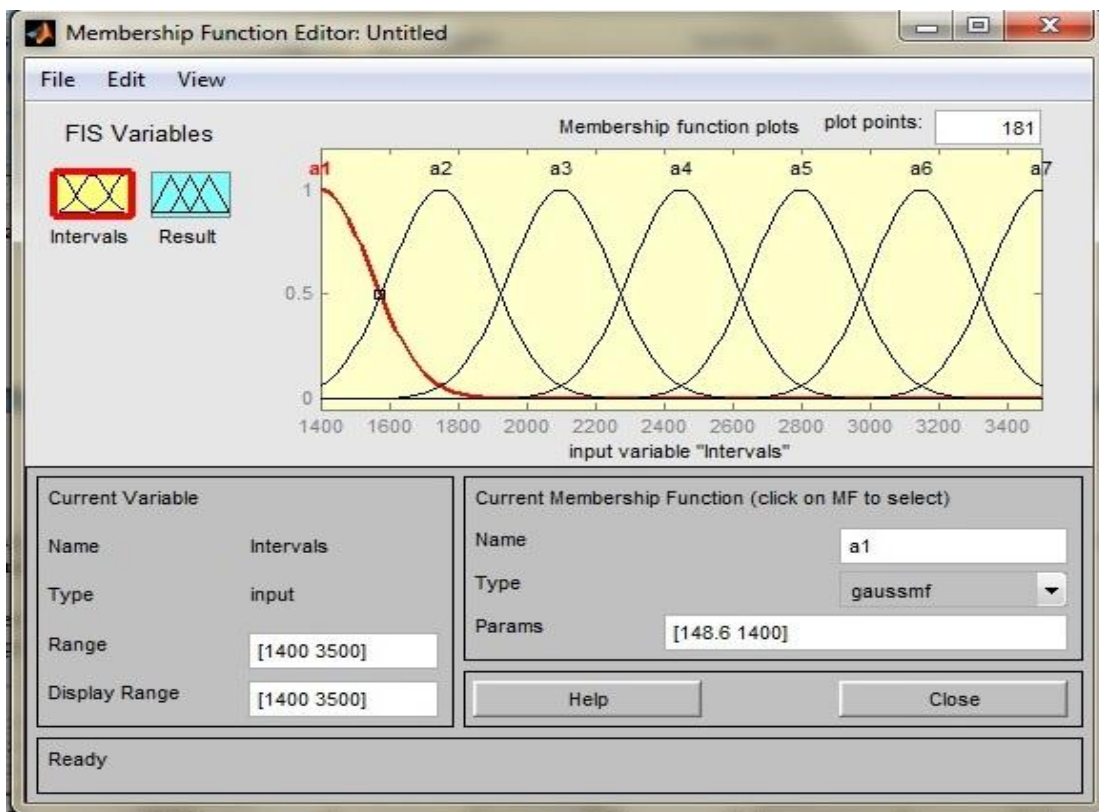 Membership Function Editor: Untitled
File Edit View
FIS Variables
Intervals Result
Membership function plots plot points: 181
a1 a2 a3 a4 a5 a6 a7
1
0.5
0
1400 1600 1800 2000 2200 2400 2600 2800 3000 3200 3400
input variable "Intervals"
Current Variable
Name Intervals
Type input
Range [1400 3500]
Display Range [1400 3500]
Current Membership Function (click on MF to select)
Name a1
Type gaussmf
Params [148.6 1400]
Help Close
Ready